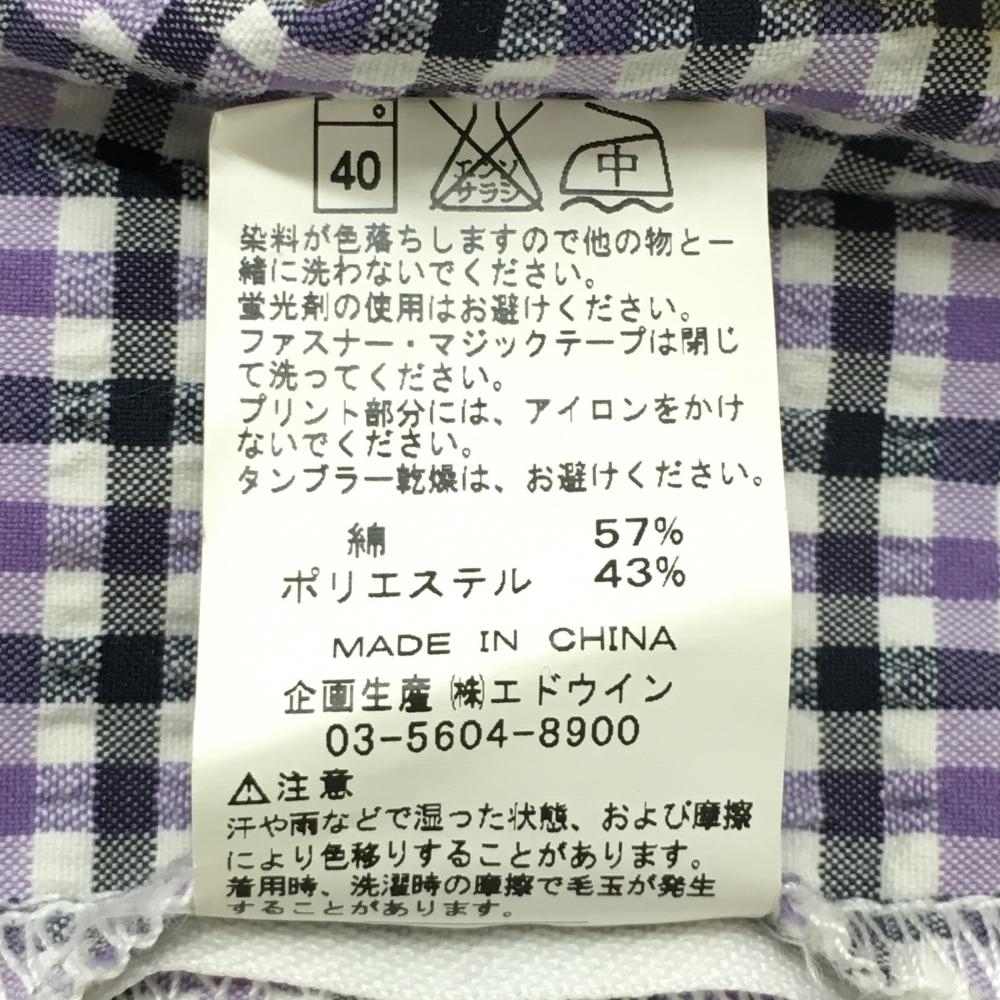 40
エンソ
サラシ
中
染料が色落ちしますので他の物と一
緒に洗わないでください。
蛍光剤の使用はお避けください。
ファスナー・マジックテープは閉じ
て洗ってください。
プリント部分には、アイロンをかけ
ないでください。
タンブラー乾燥は、お避けください。
綿 57%
ポリエステル 43%
MADE IN CHINA
企画生産 ㈱エドウイン
03-5604-8900
⚠注意
汗や雨などで湿った状態、および摩擦
により色移りすることがあります。
着用時、洗濯時の摩擦で毛玉が発生
することがあります。